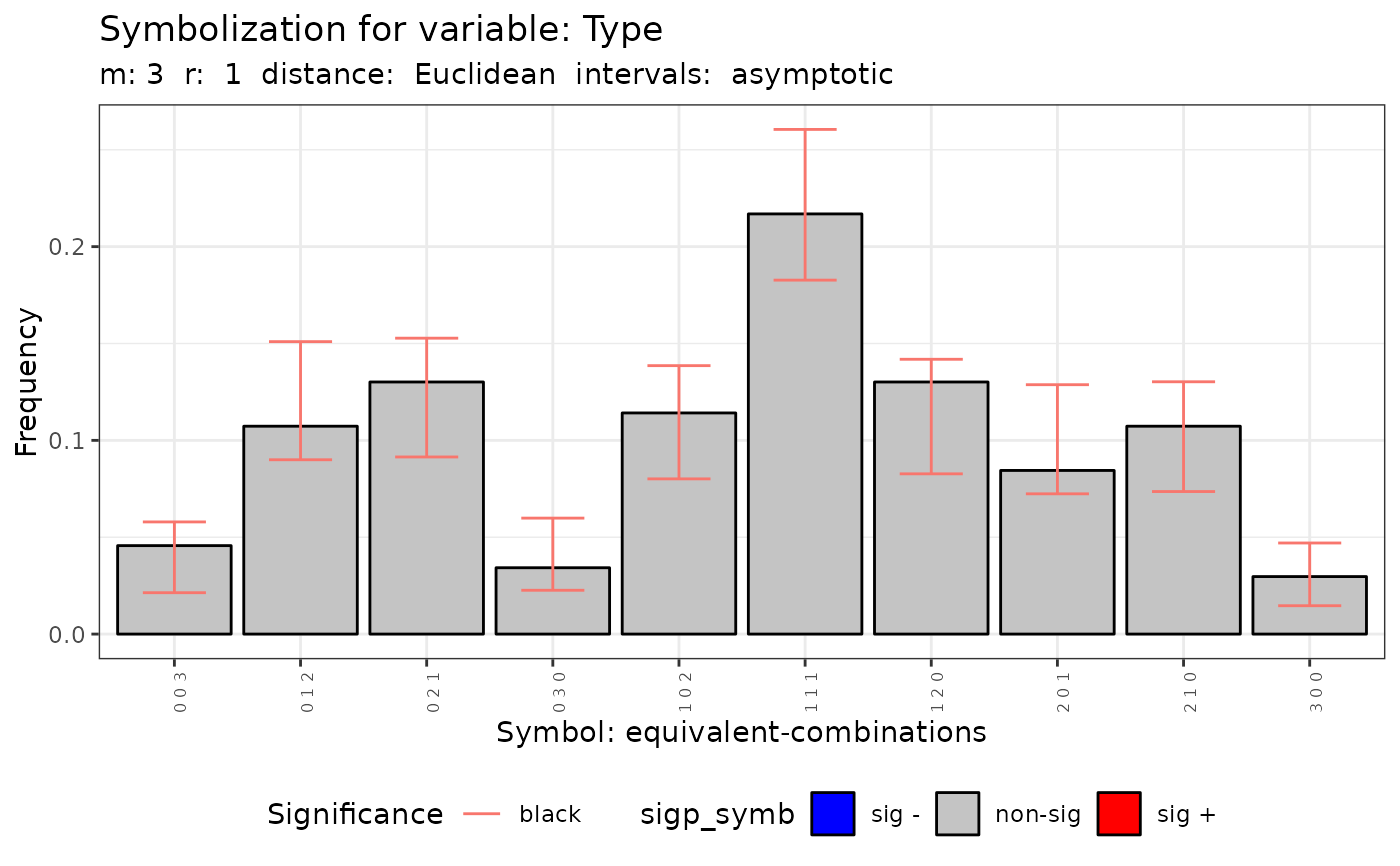 Symbolization for variable: Type
m: 3 r: 1 distance: Euclidean intervals: asymptotic
Frequency
0.2
0.1
0.0
0 0 3
0 1 2
0 2 1
0 3 0
1 0 2
1 1 1
1 2 0
2 0 1
2 1 0
3 0 0
Symbol: equivalent-combinations
Significance black sigp_symb sig - non-sig sig +